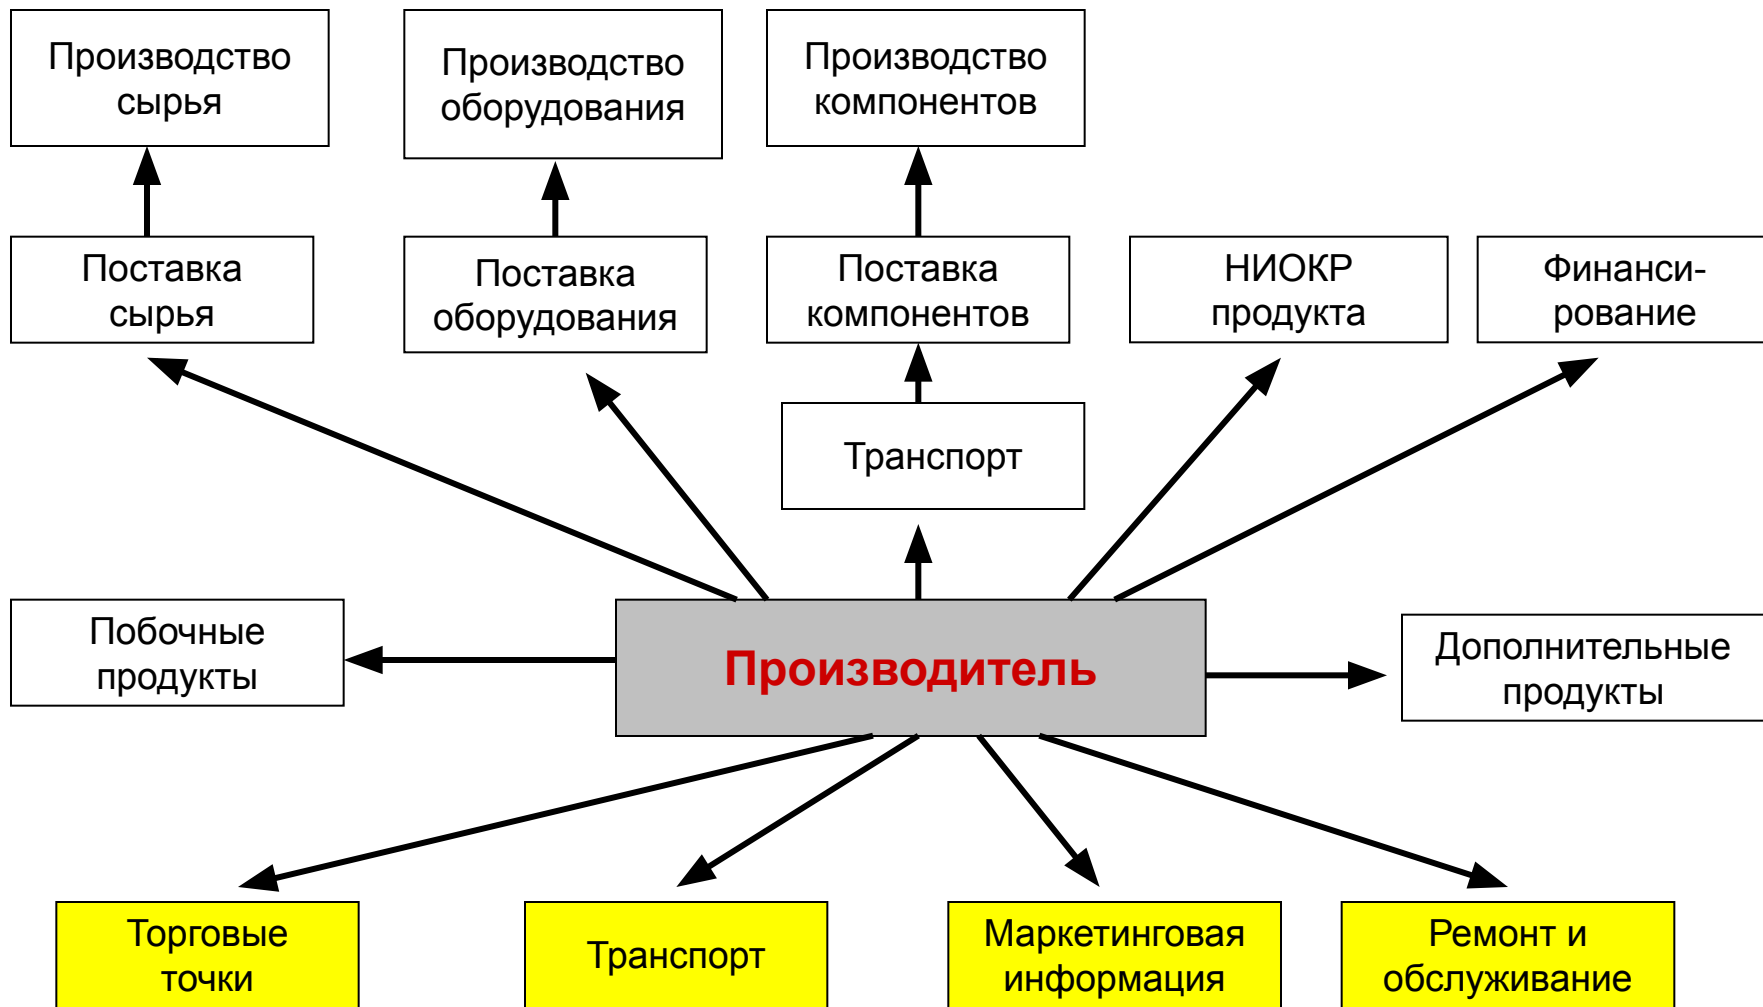 Производство
сырья
Производство
оборудования
Производство
компонентов
Поставка
сырья
Поставка
оборудования
Поставка
компонентов
НИОКР
продукта
Финанси-
рование
Транспорт
Побочные
продукты
Производитель
Дополнительные
продукты
Торговые
точки
Транспорт
Маркетинговая
информация
Ремонт и
обслуживание